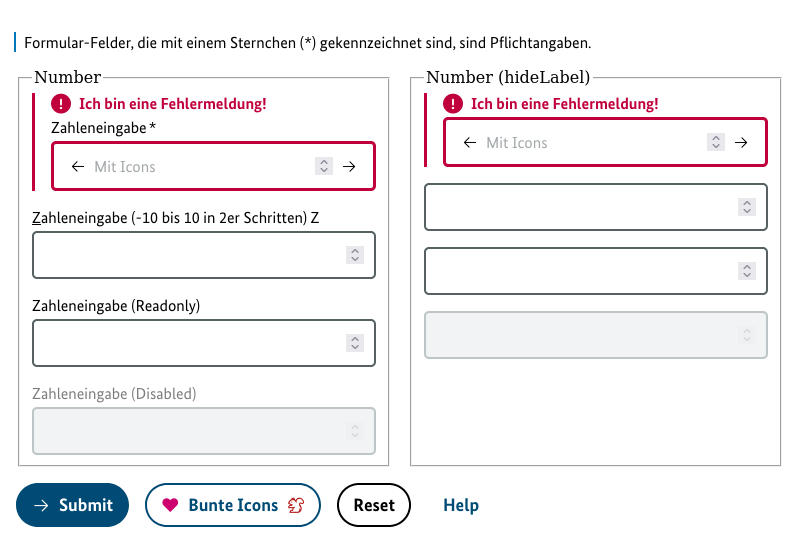 Formular-Felder, die mit einem Sternchen (*) gekennzeichnet sind, sind Pflichtangaben.
Number
Ich bin eine Fehlermeldung!
Zahleneingabe *
Mit Icons
Zahleneingabe (-10 bis 10 in 2er Schritten) Z
Zahleneingabe (Readonly)
Zahleneingabe (Disabled)
Number (hideLabel)
Ich bin eine Fehlermeldung!
Mit Icons
Submit
Bunte Icons
Reset
Help